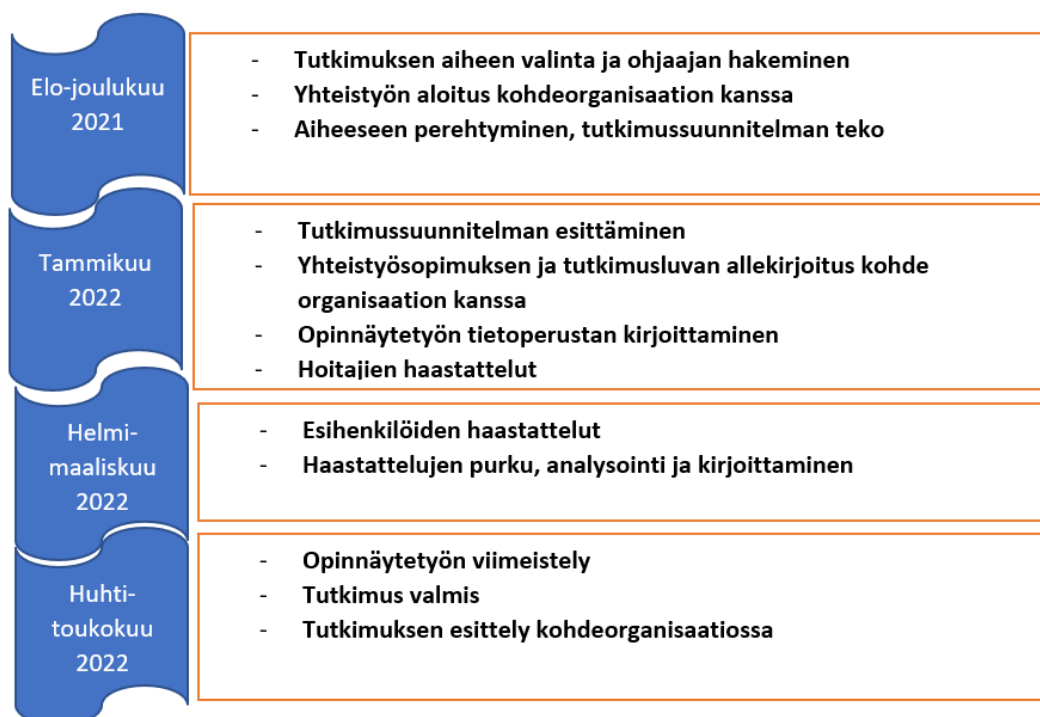 Elo-joulukuu
2021
- Tutkimuksen aiheen valinta ja ohjaajan hakeminen
- Yhteistyön aloitus kohdeorganisaation kanssa
- Aiheeseen perehtyminen, tutkimussuunnitelman teko
Tammikuu
2022
- Tutkimussuunnitelman esittäminen
- Yhteistyösopimuksen ja tutkimusluvan allekirjoitus kohde
organisaation kanssa
- Opinnäytetyön tietoperustan kirjoittaminen
- Hoitajien haastattelut
Helmi-
maaliskuu
2022
- Esihenkilöiden haastattelut
- Haastattelujen purku, analysointi ja kirjoittaminen
Huhti-
toukokuu
2022
- Opinnäytetyön viimeistely
- Tutkimus valmis
- Tutkimuksen esittely kohdeorganisaatiossa